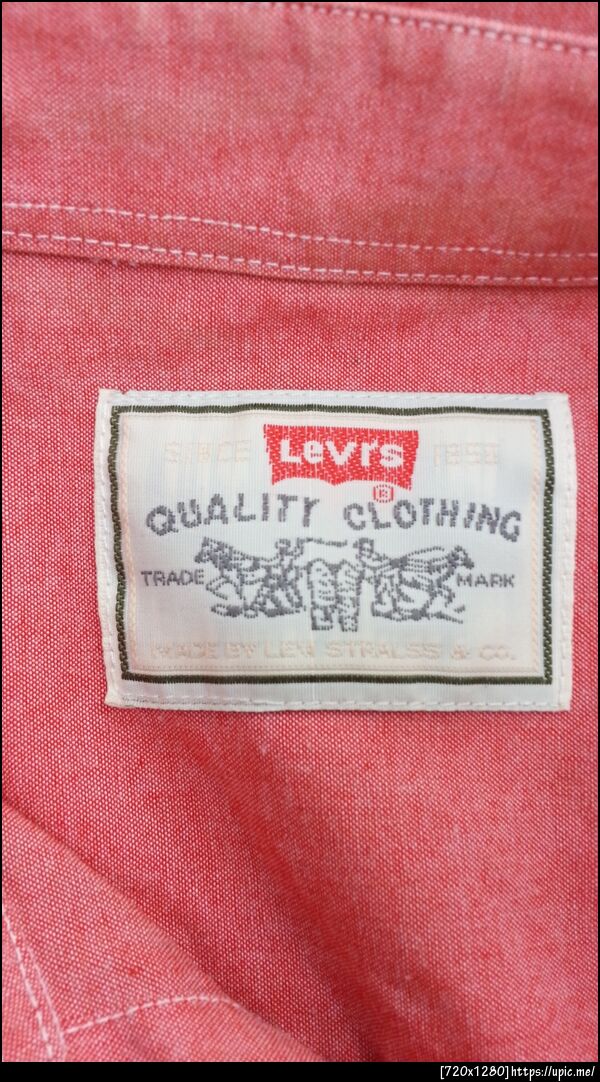 SINCE Levi's 1850
®
QUALITY CLOTHING
TRADE MARK
MADE BY LEVI STRAUSS & CO.
[720x1280]https://upic.me/